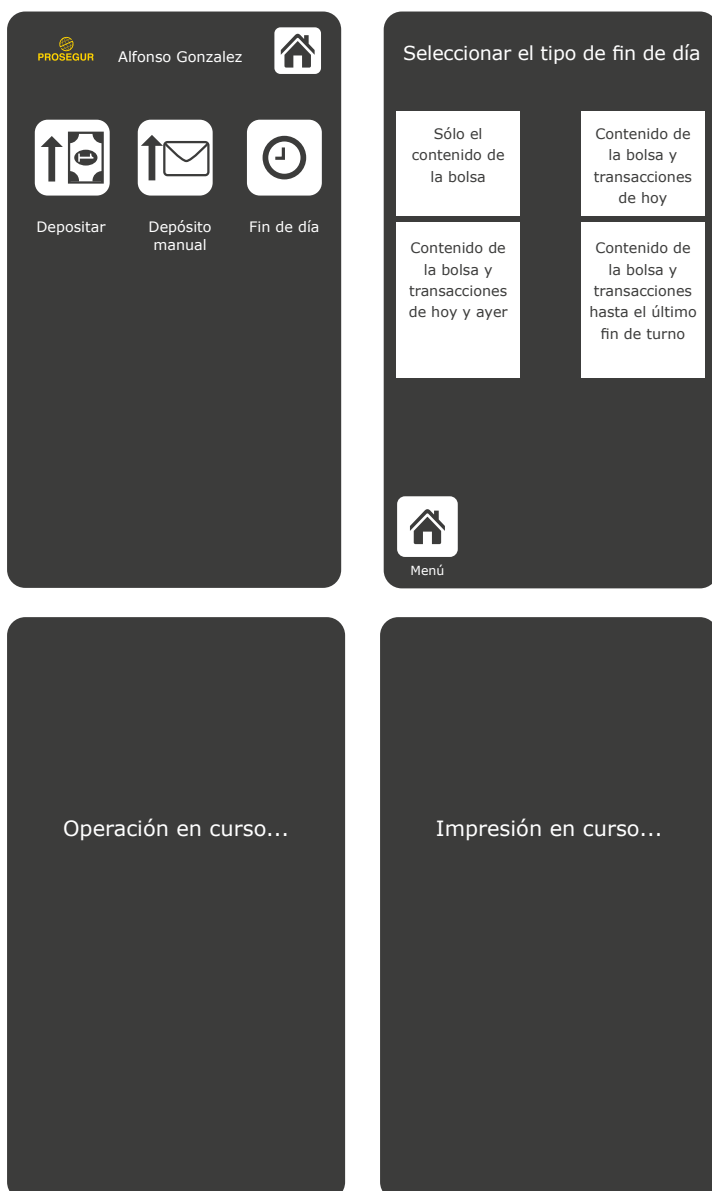 PROSEGUR
Alfonso Gonzalez
Depositar
Depósito
manual
Fin de día
Seleccionar el tipo de fin de día
Sólo el
contenido de
la bolsa
Contenido de
la bolsa y
transacciones
de hoy
Contenido de
la bolsa y
transacciones
de hoy y ayer
Contenido de
la bolsa y
transacciones
hasta el último
fin de turno
Menú
Operación en curso...
Impresión en curso...